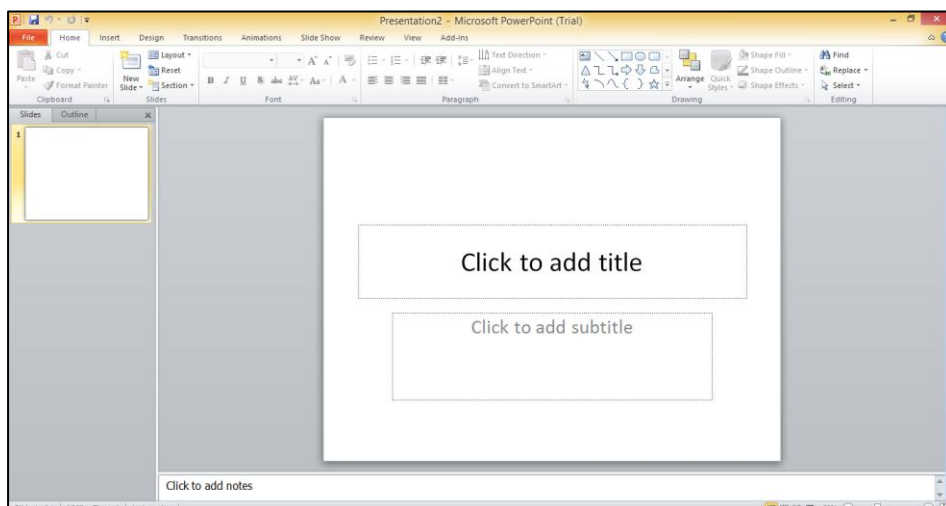 Presentation2 - Microsoft PowerPoint (Trial)
File Home Insert Design Transitions Animations Slide Show Review View Add-Ins
Cut
Copy
Format Painter
Paste
Clipboard
New Slide
Layout
Reset
Section
Slides
B I U S abc AV Aa A
Font
Text Direction
Align Text
Convert to SmartArt
Paragraph
Arrange
Quick Styles
Shape Fill
Shape Outline
Shape Effects
Drawing
Find
Replace
Select
Editing
Slides Outline
1
Click to add title
Click to add subtitle
Click to add notes